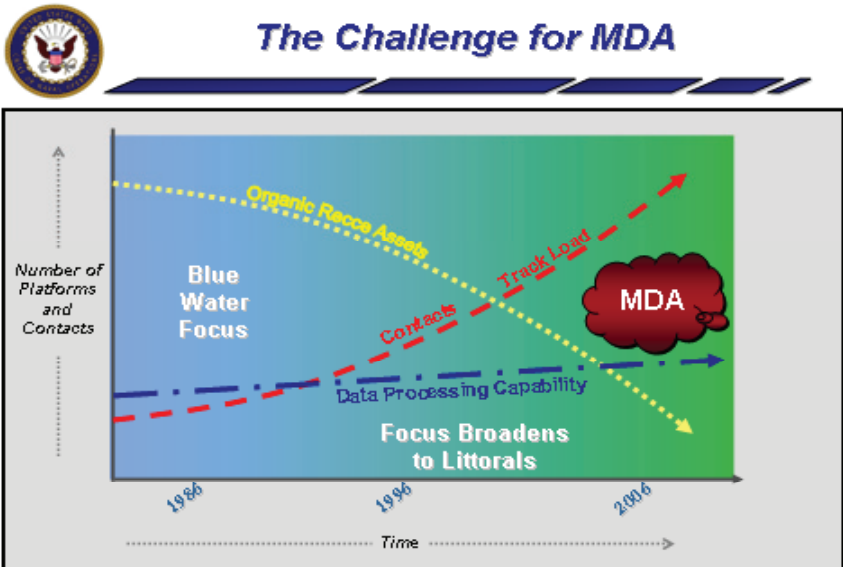 The Challenge for MDA
Organic Recce Assets
Track Load
Number of
Platforms
and
Contacts
Blue
Water
Focus
MDA
Contacts
Data Processing Capability
Focus Broadens
to Littorals
1986
1996
2006
Time